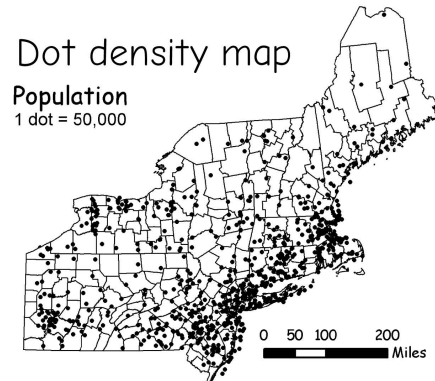 Dot density map
Population
1 dot = 50,000
0 50 100 200
Miles